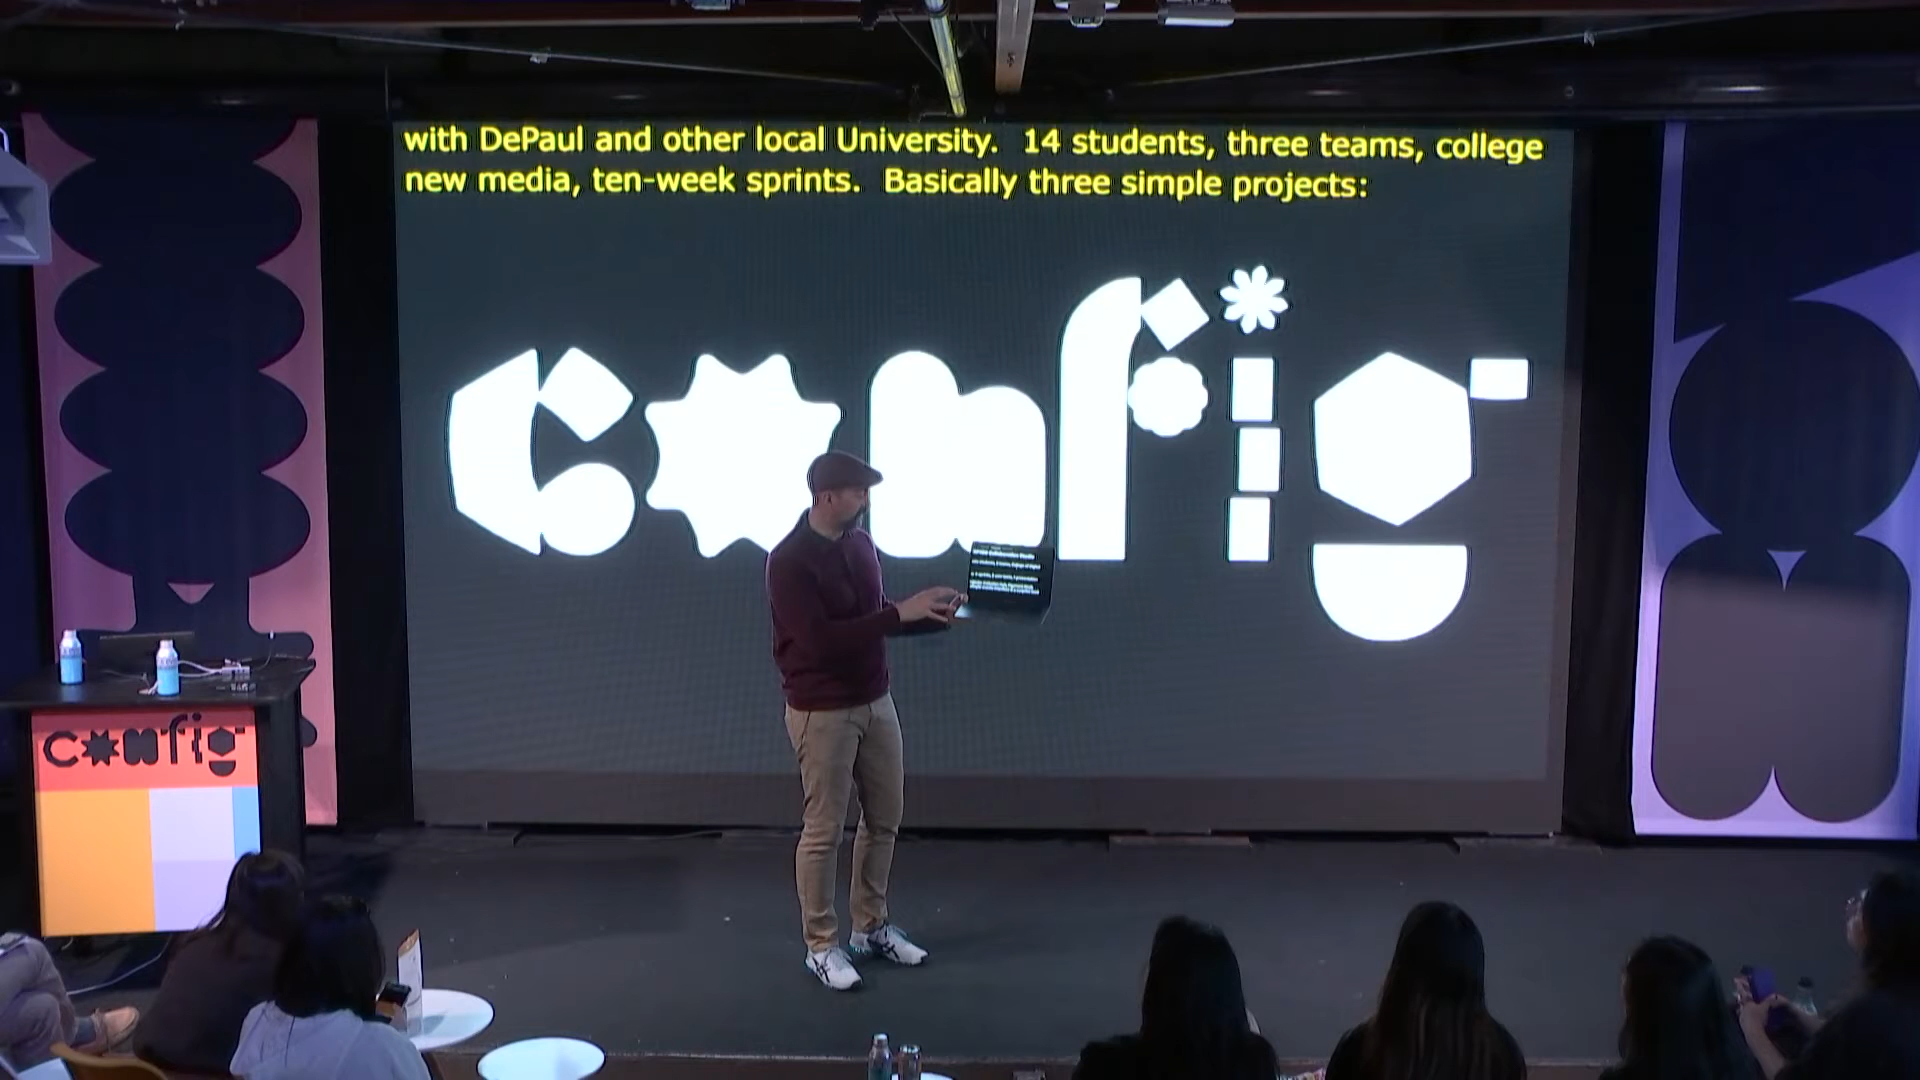 with DePaul and other local University.  14 students, three teams, college
new media, ten-week sprints.  Basically three simple projects:
config
config